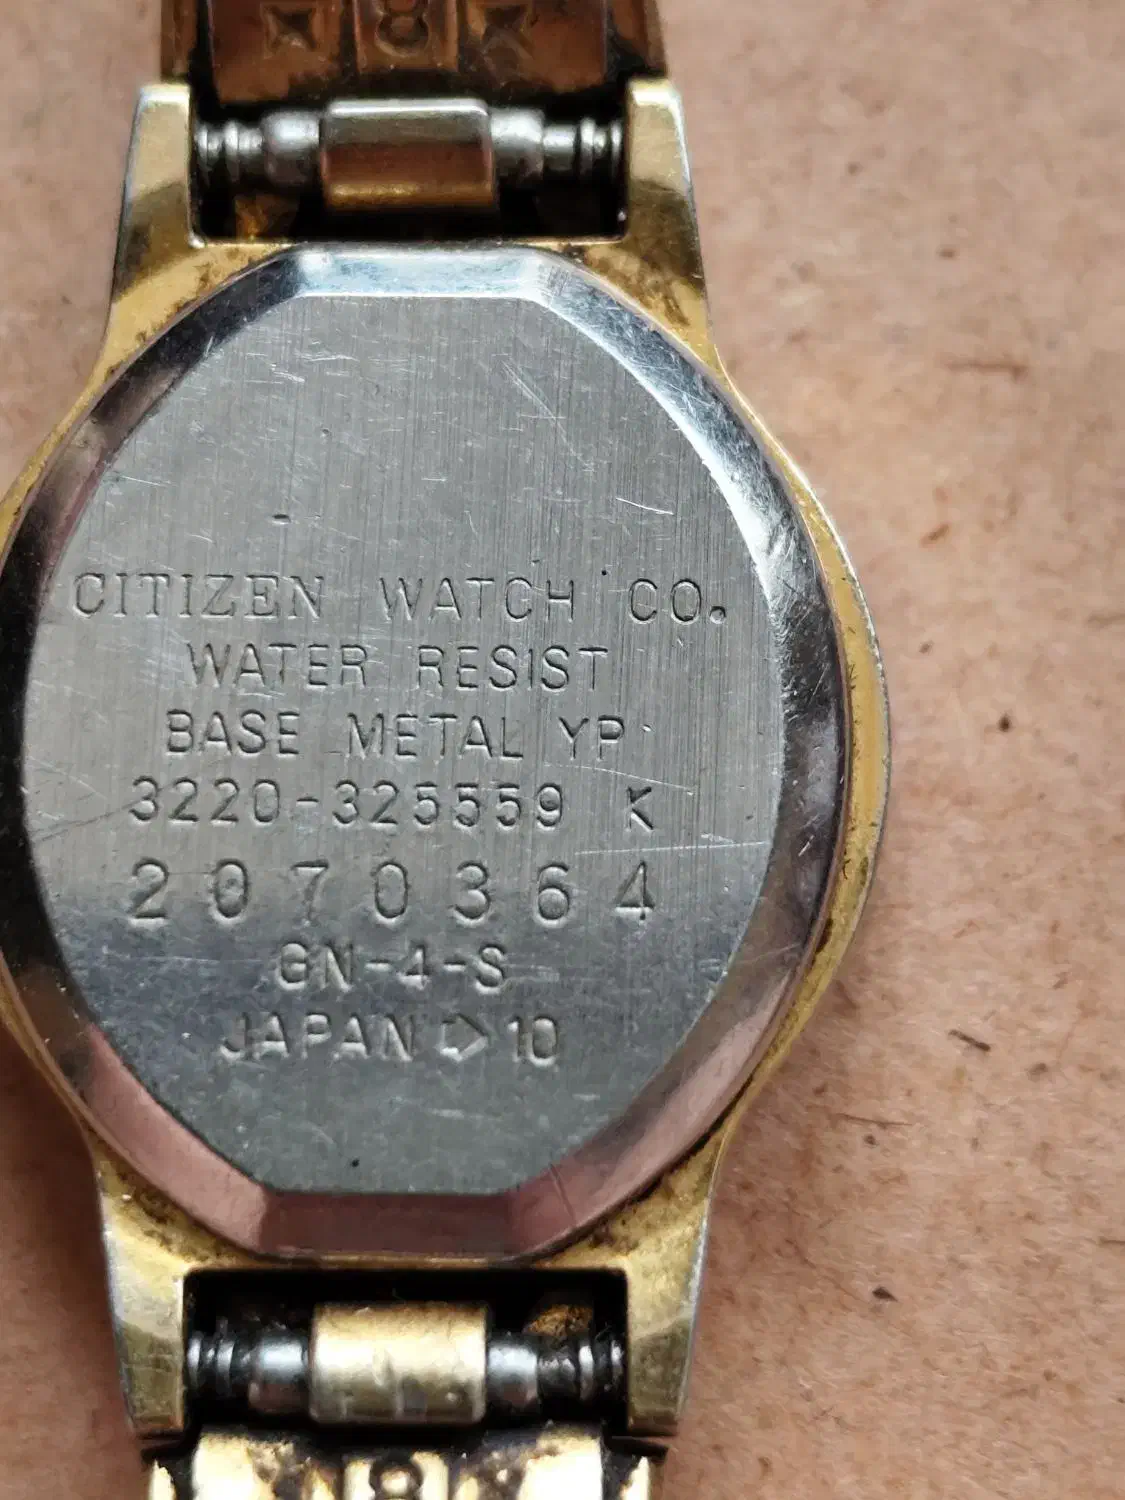 CITIZEN WATCH CO.
WATER RESIST
BASE METAL YP
3220-325559 K
2070364
GN-4-S
JAPAN 10